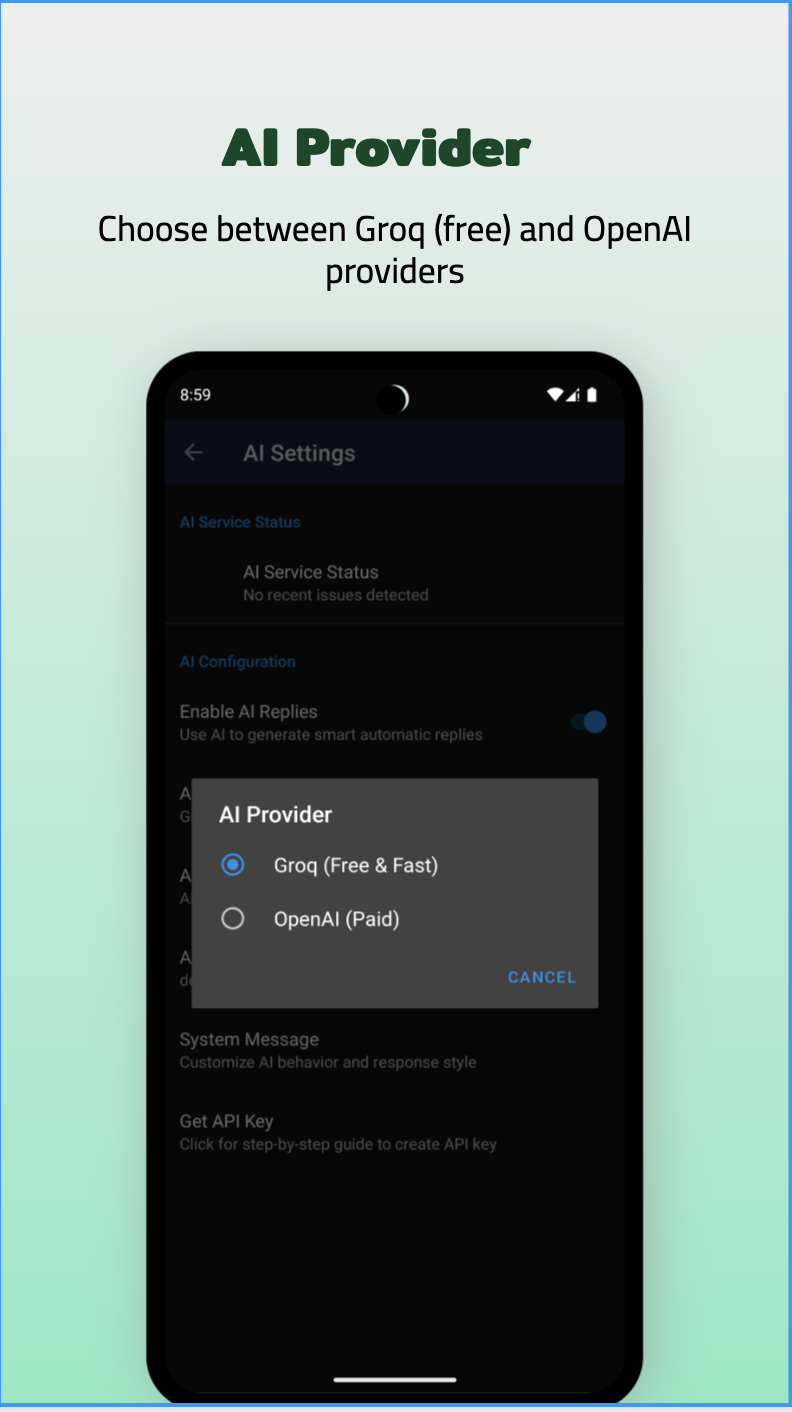 AI Provider
Choose between Groq (free) and OpenAI
providers
8:59
AI Settings
AI Service Status
AI Service Status
No recent issues detected
AI Configuration
Enable AI Replies
Use AI to generate smart automatic replies
AI Provider
Groq (Free & Fast)
OpenAI (Paid)
CANCEL
System Message
Customize AI behavior and response style
Get API Key
Click for step-by-step guide to create API key